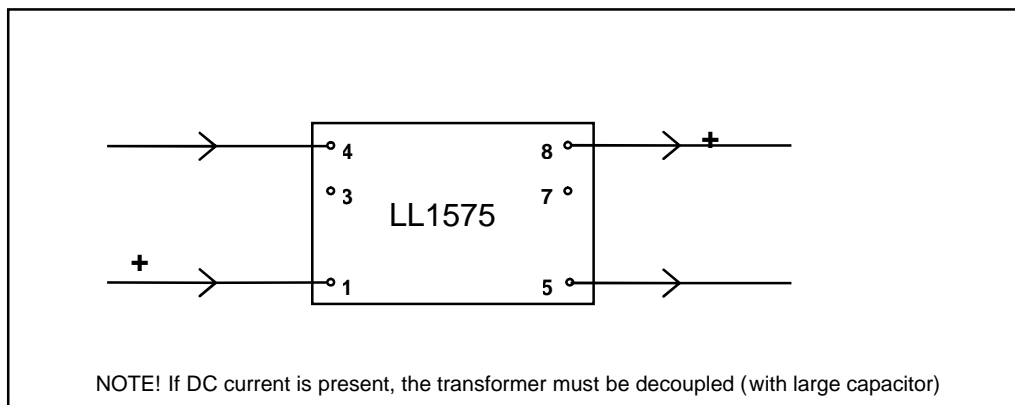 +
4 8
3 7
LL1575
+
1 5
NOTE! If DC current is present, the transformer must be decoupled (with large capacitor)